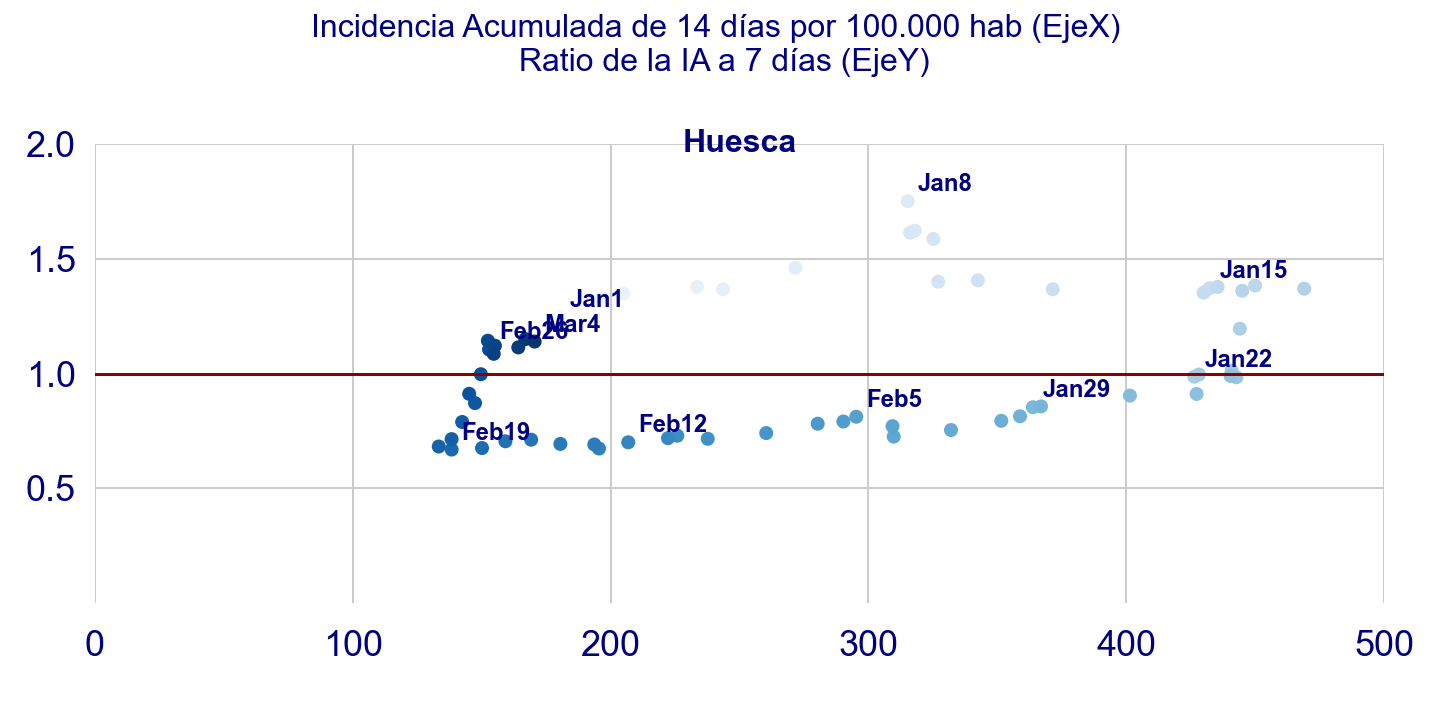 Incidencia Acumulada de 14 días por 100.000 hab (EjeX)
Ratio de la IA a 7 días (EjeY)
Huesca
2.0
Jan8
1.5
Jan15
Jan1
Feb26
Mar4
Jan22
1.0
Jan29
Feb5
Feb12
Feb19
0.5
0
100
200
300
400
500